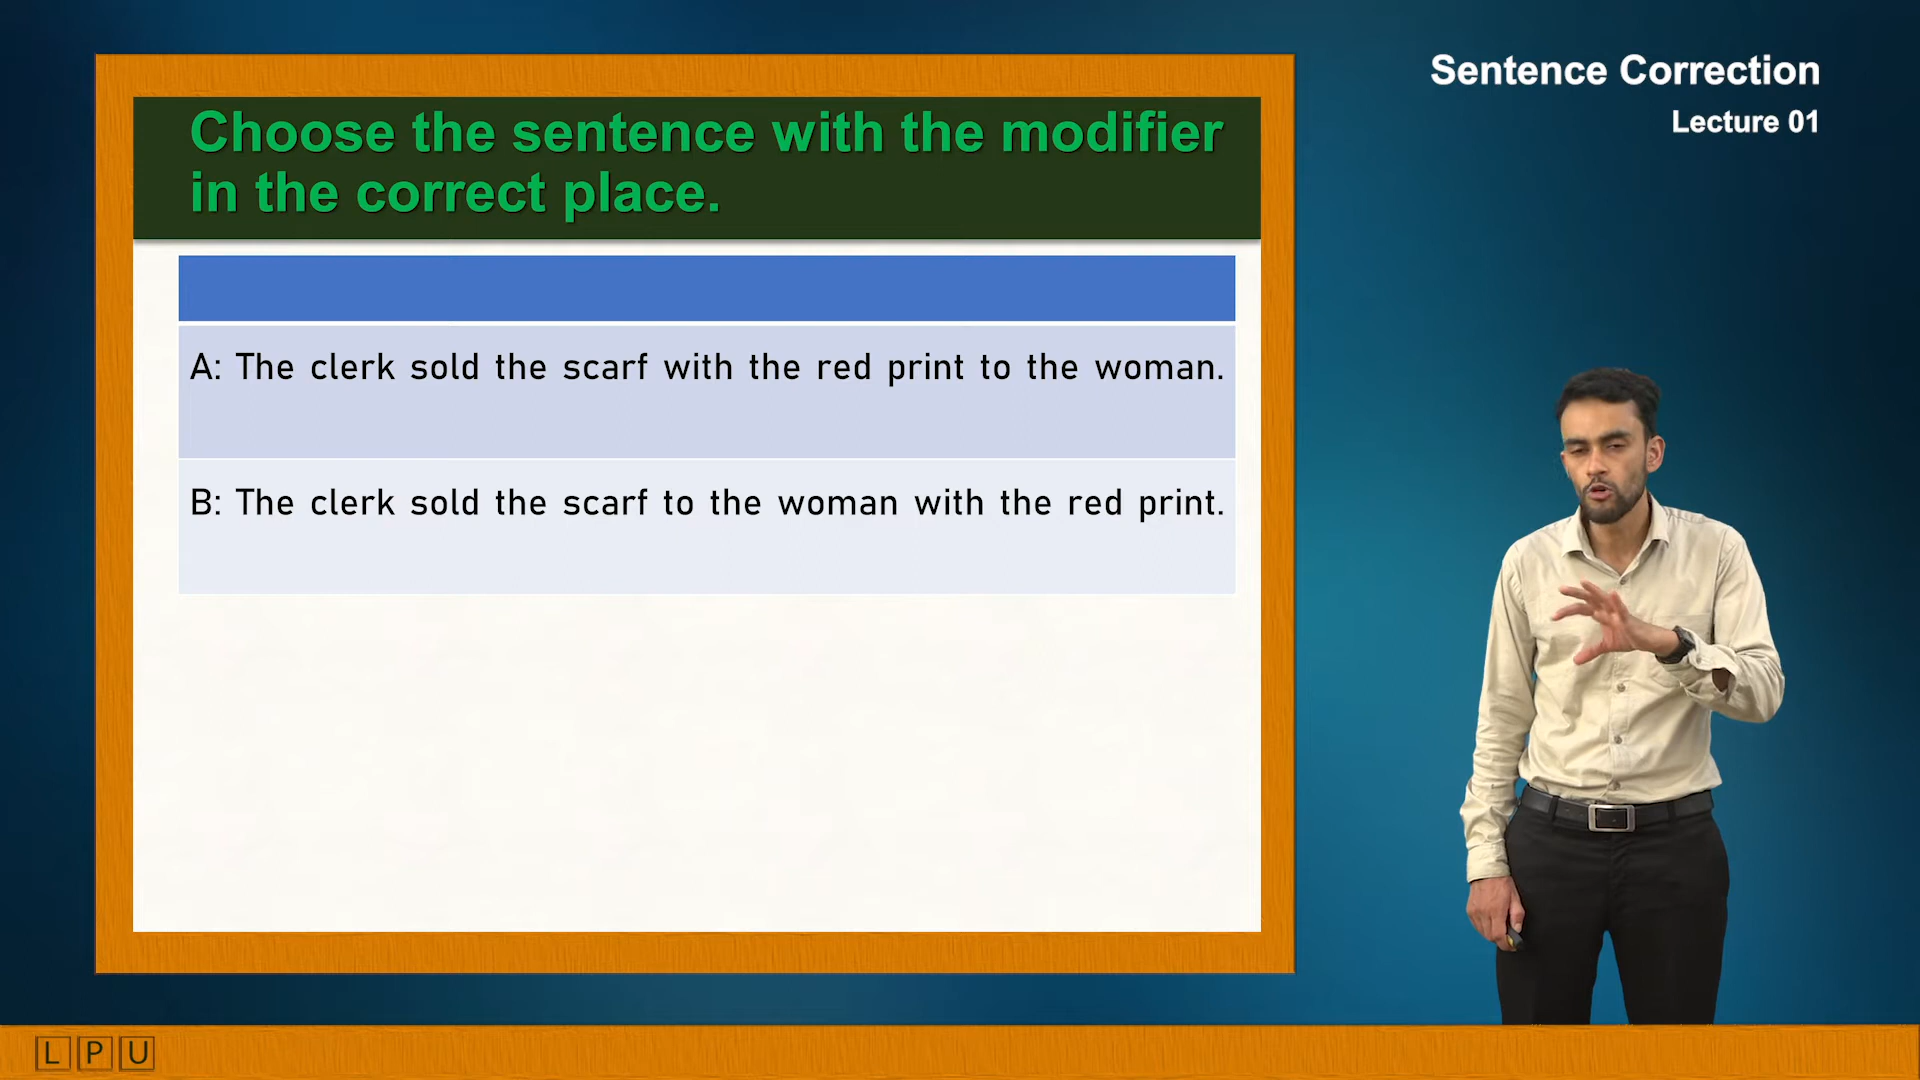 Sentence Correction
Lecture 01
Choose the sentence with the modifier
in the correct place.
A: The clerk sold the scarf with the red print to the woman.
B: The clerk sold the scarf to the woman with the red print.
L P U